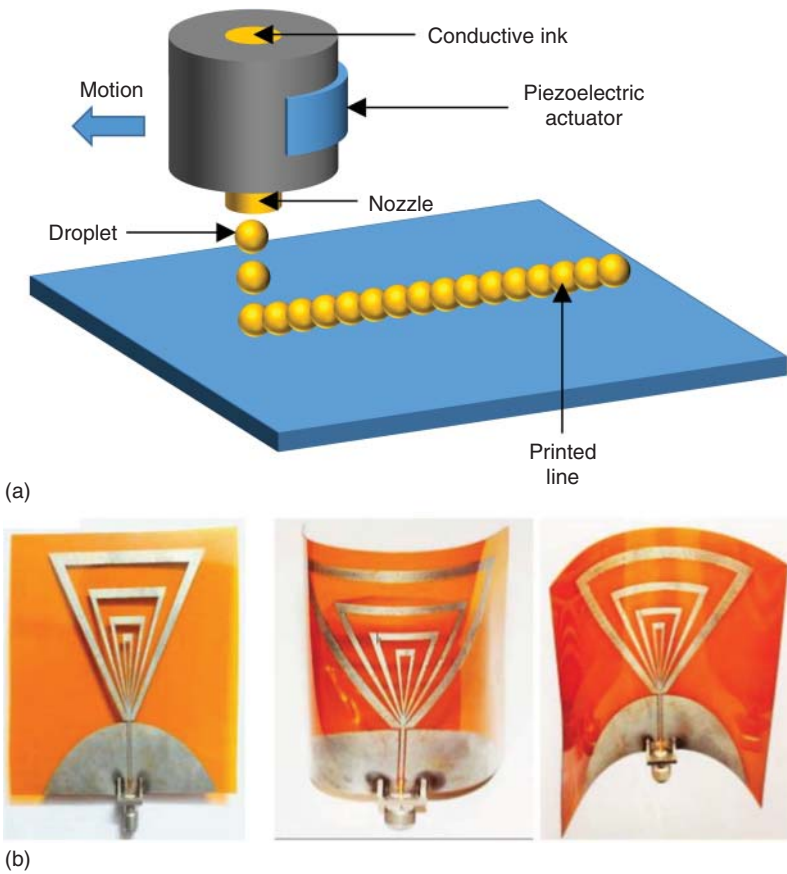 Conductive ink
Motion
Piezoelectric
actuator
Nozzle
Droplet
Printed
line
(a)
(b)